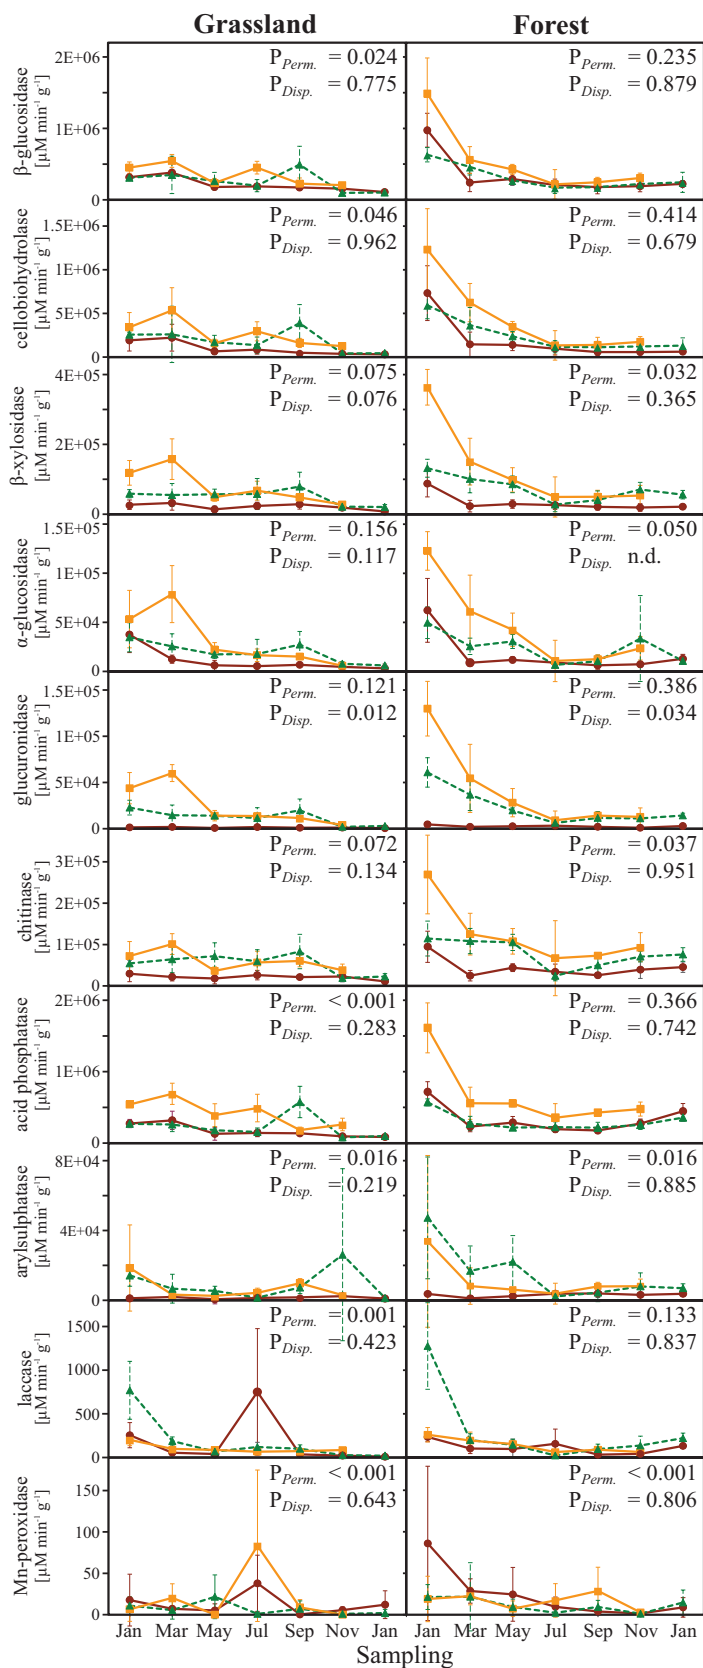 Grassland Forest
β-glucosidase
[µM min⁻¹ g⁻¹]
2E+06
1E+06
0
P_Perm. = 0.024
P_Disp. = 0.775
P_Perm. = 0.235
P_Disp. = 0.879
cellobiohydrolase
[µM min⁻¹ g⁻¹]
1.5E+06
1E+06
5E+05
0
P_Perm. = 0.046
P_Disp. = 0.962
P_Perm. = 0.414
P_Disp. = 0.679
β-xylosidase
[µM min⁻¹ g⁻¹]
4E+05
2E+05
0
P_Perm. = 0.075
P_Disp. = 0.076
P_Perm. = 0.032
P_Disp. = 0.365
α-glucosidase
[µM min⁻¹ g⁻¹]
1.5E+05
1E+05
5E+04
0
P_Perm. = 0.156
P_Disp. = 0.117
P_Perm. = 0.050
P_Disp. n.d.
glucuronidase
[µM min⁻¹ g⁻¹]
1.5E+05
1E+05
5E+04
0
P_Perm. = 0.121
P_Disp. = 0.012
P_Perm. = 0.386
P_Disp. = 0.034
chitinase
[µM min⁻¹ g⁻¹]
3E+05
2E+05
1E+05
0
P_Perm. = 0.072
P_Disp. = 0.134
P_Perm. = 0.037
P_Disp. = 0.951
acid phosphatase
[µM min⁻¹ g⁻¹]
2E+06
1E+06
0
P_Perm. < 0.001
P_Disp. = 0.283
P_Perm. = 0.366
P_Disp. = 0.742
arylsulphatase
[µM min⁻¹ g⁻¹]
8E+04
4E+04
0
P_Perm. = 0.016
P_Disp. = 0.219
P_Perm. = 0.016
P_Disp. = 0.885
laccase
[µM min⁻¹ g⁻¹]
1500
1000
500
0
P_Perm. = 0.001
P_Disp. = 0.423
P_Perm. = 0.133
P_Disp. = 0.837
Mn-peroxidase
[µM min⁻¹ g⁻¹]
150
100
50
0
P_Perm. < 0.001
P_Disp. = 0.643
P_Perm. < 0.001
P_Disp. = 0.806
Jan Mar May Jul Sep Nov Jan Jan Mar May Jul Sep Nov Jan
Sampling